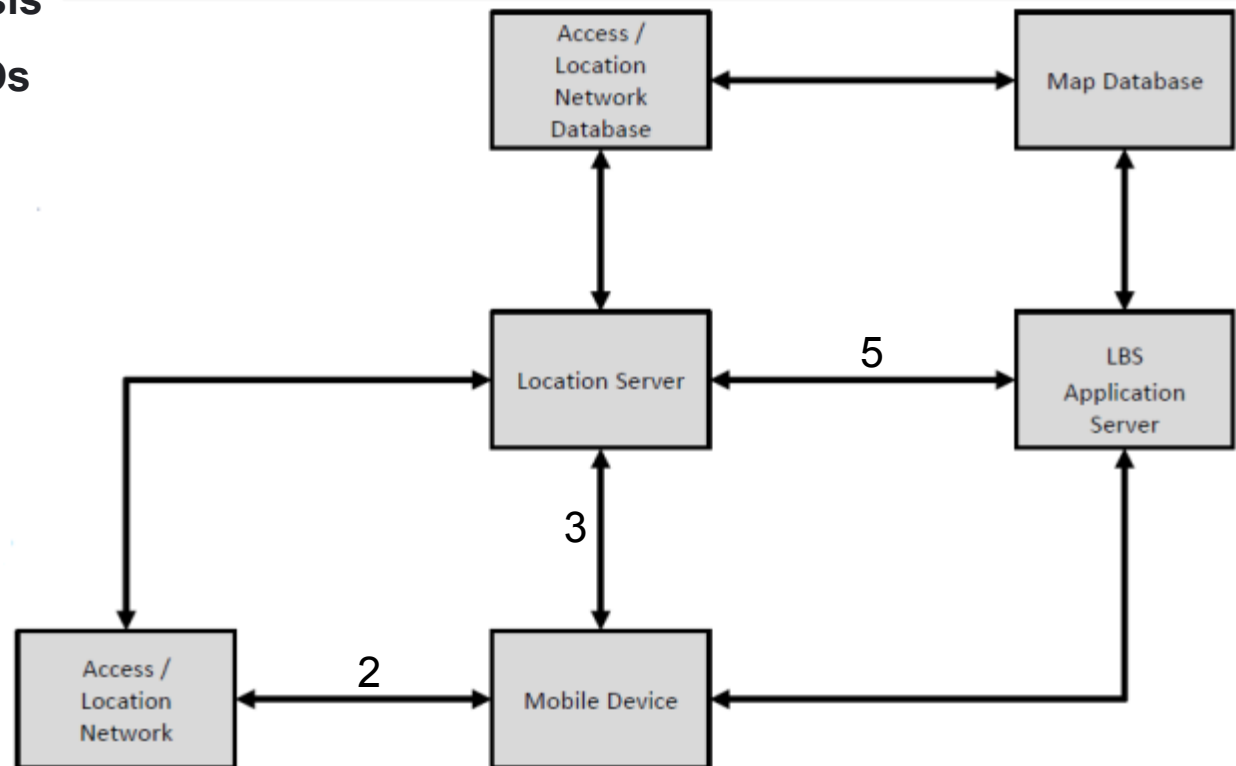 sis
Os
Access /
Location
Network
Database
Map Database
Location Server
5
LBS
Application
Server
3
Access /
Location
Network
2
Mobile Device